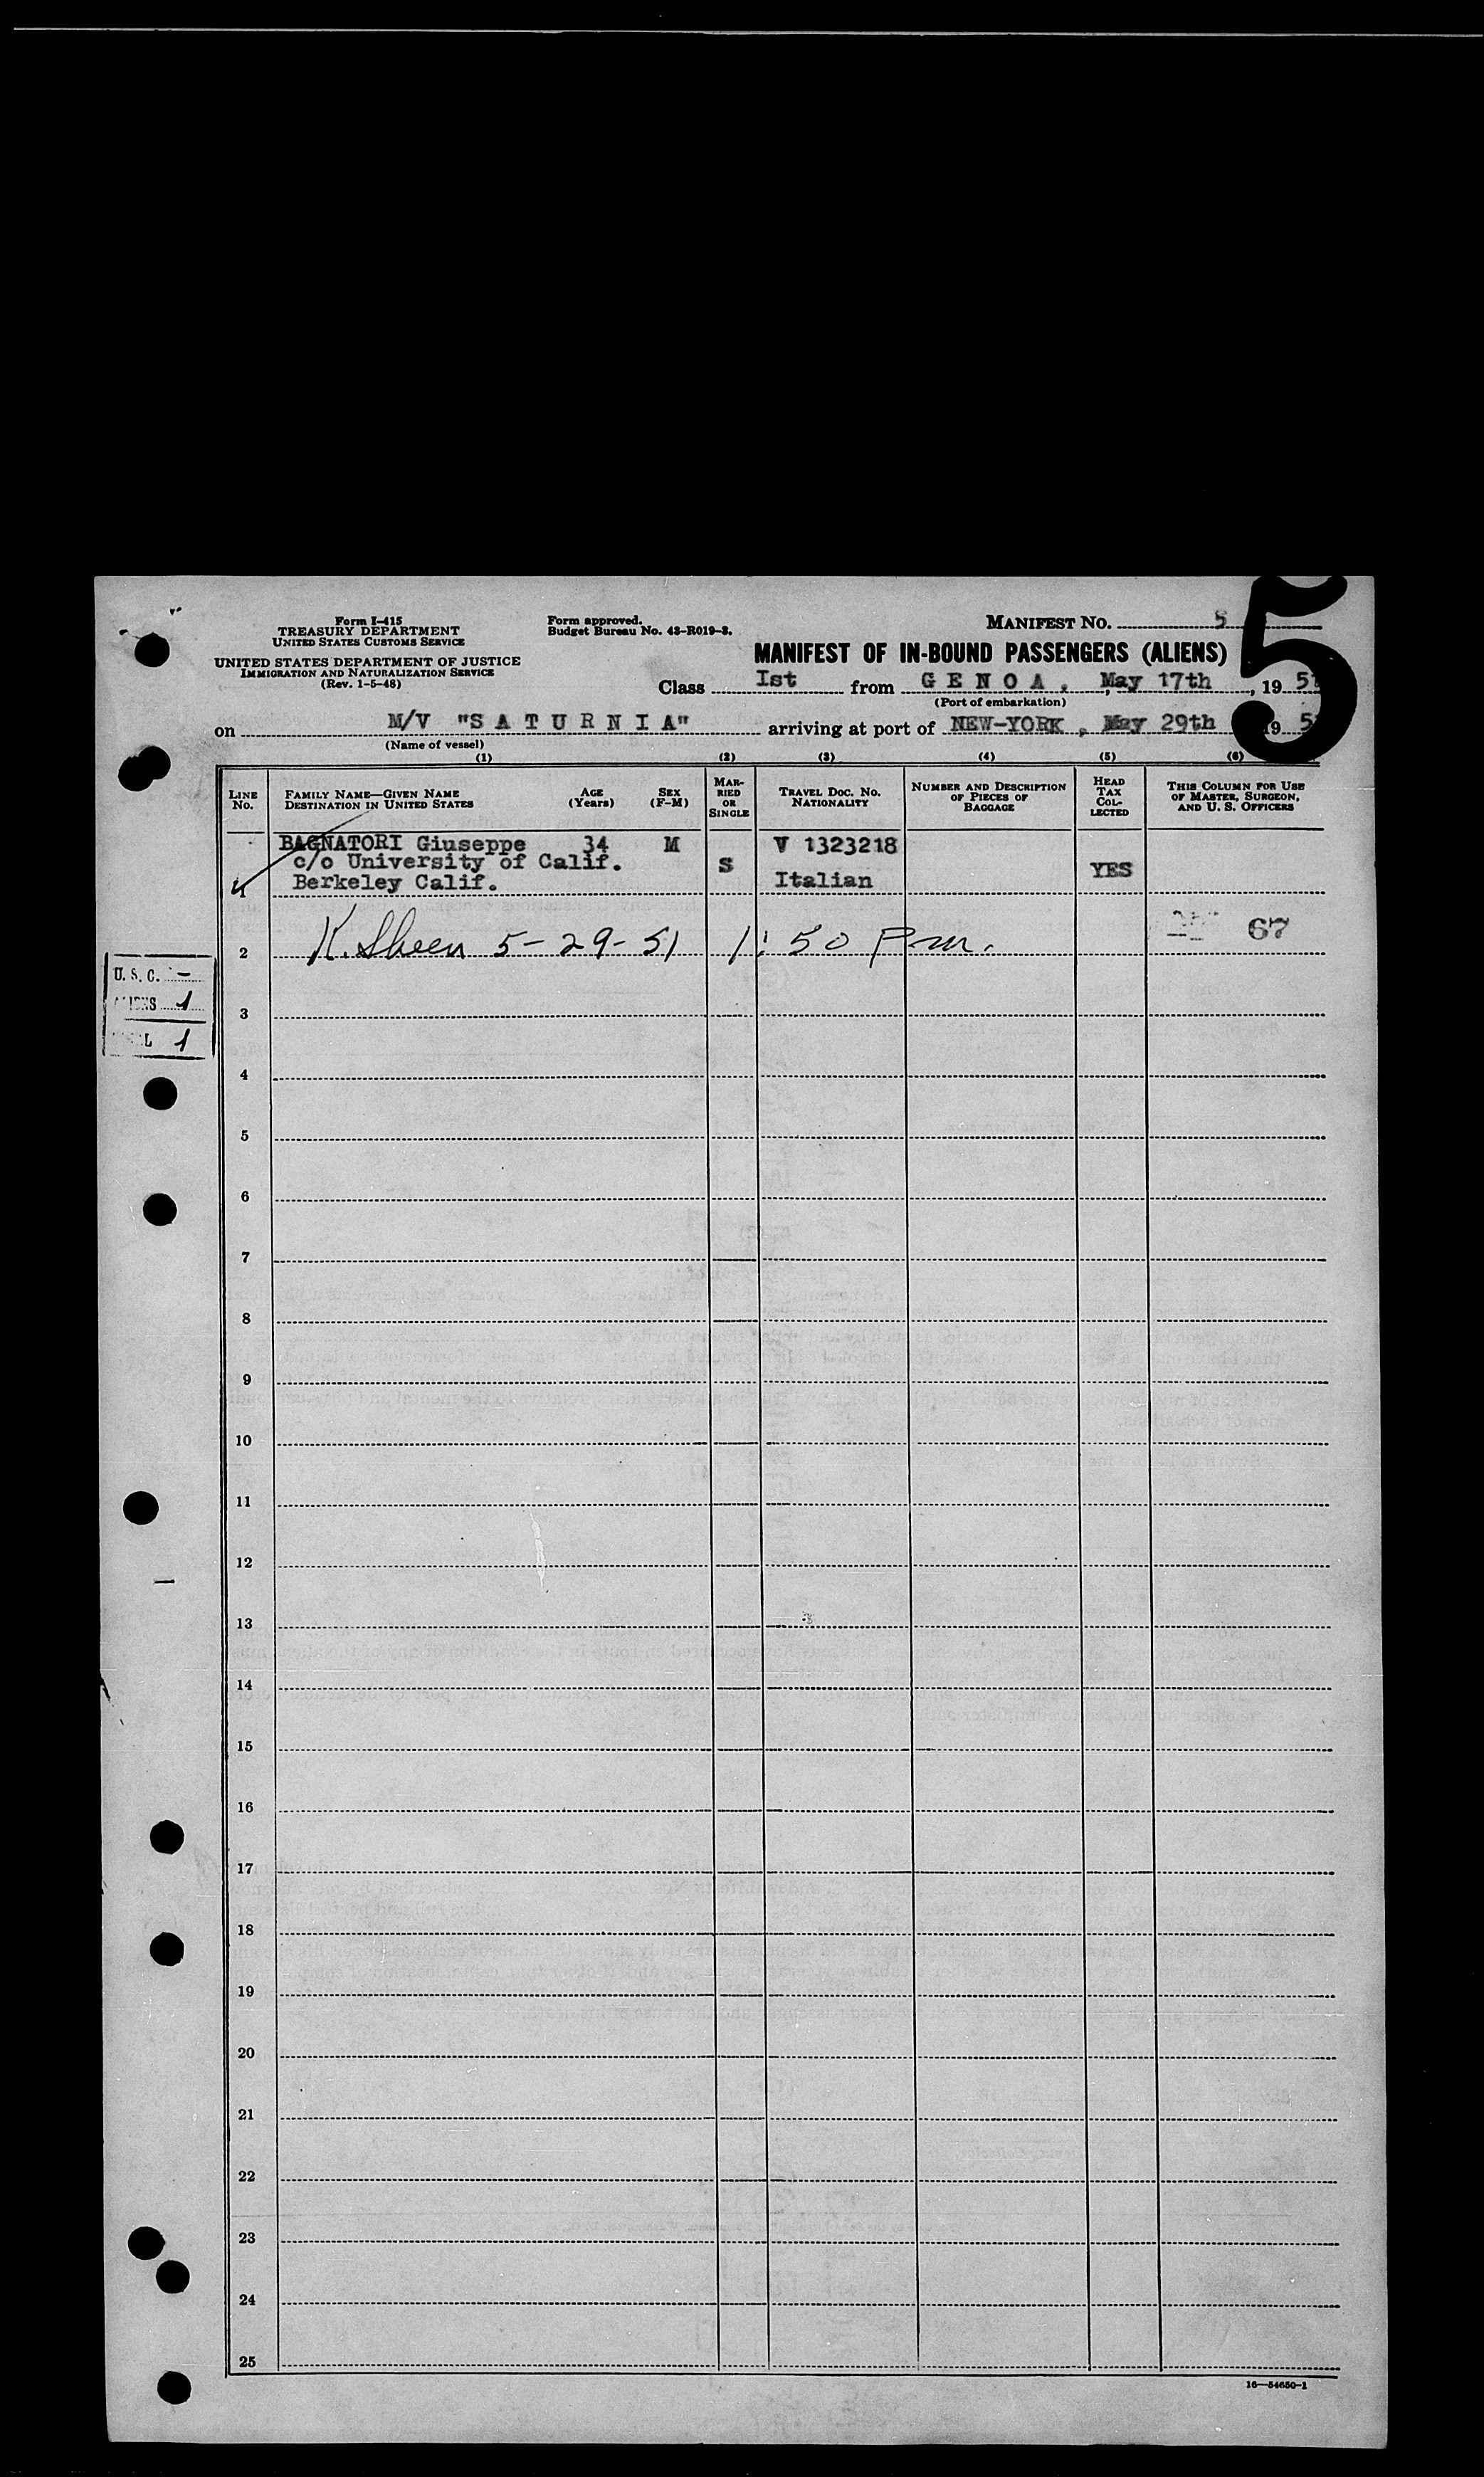 Form I-415
TREASURY DEPARTMENT
UNITED STATES CUSTOMS SERVICE
UNITED STATES DEPARTMENT OF JUSTICE
IMMIGRATION AND NATURALIZATION SERVICE
(Rev. 1-5-48)
Form approved.
Budget Bureau No. 43-R019-3.
MANIFEST No. 5
5
MANIFEST OF IN-BOUND PASSENGERS (ALIENS)
Class Ist from G E N O A , May 17th , 19 51
(Port of embarkation)
on M/V "S A T U R N I A" arriving at port of NEW-YORK , May 29th 19 5
(Name of vessel)
(1) (2) (3) (4) (5) (6)
LINE No.
FAMILY NAME—GIVEN NAME
DESTINATION IN UNITED STATES
AGE (Years)
SEX (F-M)
MARRIED OR SINGLE
TRAVEL DOC. NO.
NATIONALITY
NUMBER AND DESCRIPTION
OF PIECES OF
BAGGAGE
HEAD TAX COLLECTED
THIS COLUMN FOR USE
OF MASTER, SURGEON,
AND U. S. OFFICERS
BAGNATORI Giuseppe 34 M V 1323218
c/o University of Calif. S YES
1 Berkeley Calif. Italian
67
2 K. Sheen 5-29-51 1:50 Pm.
U. S. C. -
ALIENS 1
1
3
4
5
6
7
8
9
10
11
12
13
14
15
16
17
18
19
20
21
22
23
24
25
16—54650-1